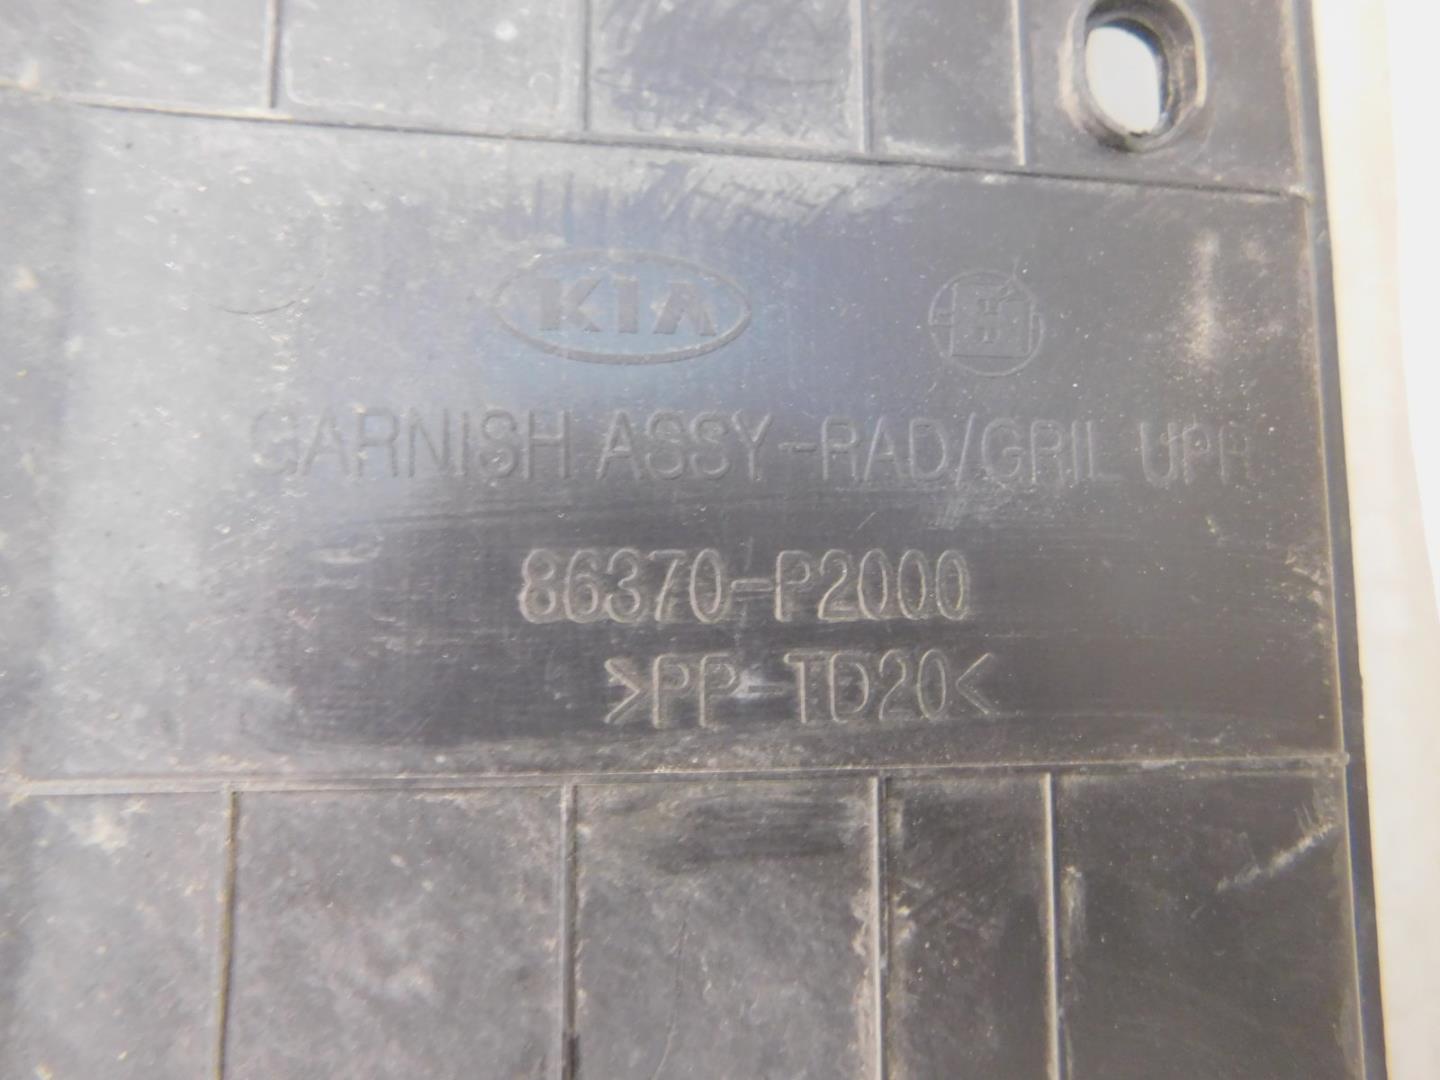 KIA
GARNISH ASSY-RAD/GRIL UPR
86370-P2000
>PP-TD20<